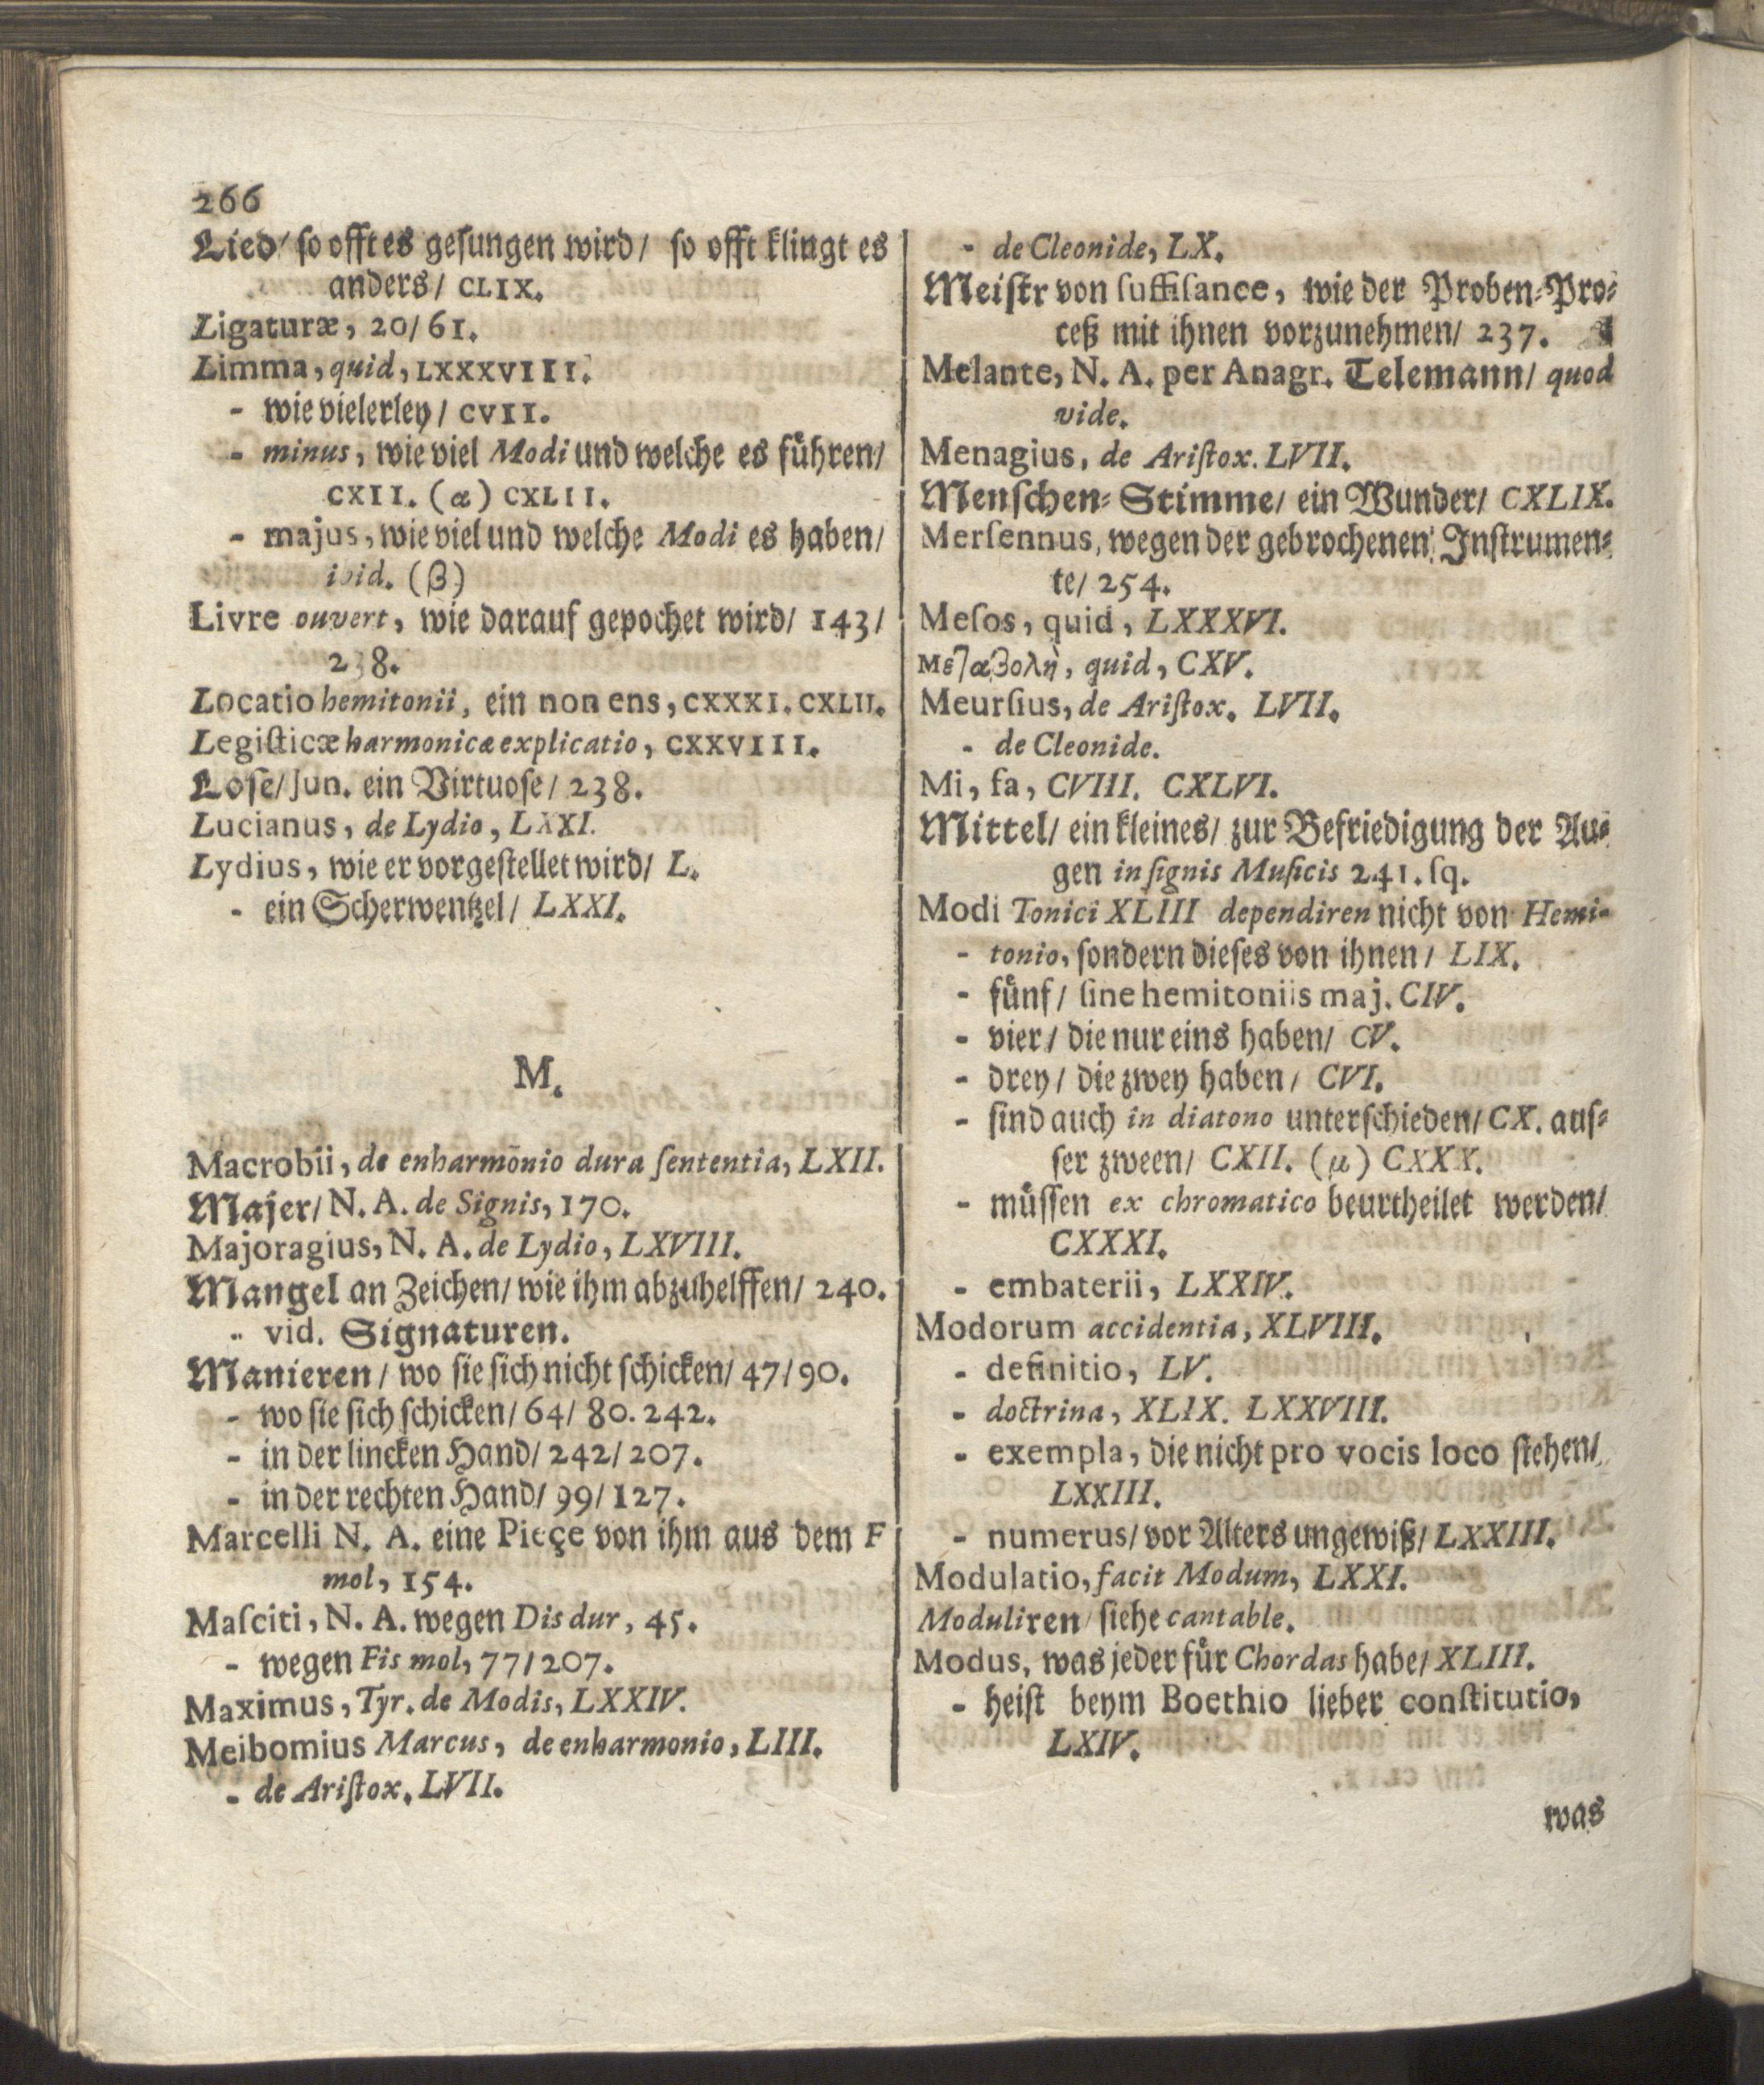 266
Lied/ ſo offt es geſungen wird/ ſo offt klingt es
anders/ CLIX.
Ligaturæ, 20/61.
Limma, quid, LXXXVIII.
- wie vielerley/ CVII.
- minus, wie viel Modi und welche es führen/
CXII. (α) CXLII.
- majus, wie viel und welche Modi es haben/
ibid. (β)
Livre ouvert, wie darauf gepochet wird/ 143/
238.
Locatio hemitonii, ein non ens, CXXXI. CXLII.
Legiſticæ harmonicæ explicatio, CXXVIII.
Loſe/ Jun. ein Virtuoſe/ 238.
Lucianus, de Lydio, LXXI.
Lydius, wie er vorgeſtellet wird/ L.
- ein Scherwentzel/ LXXI.
M.
Macrobii, de enharmonio dura ſententia, LXII.
Majer/ N. A. de Signis, 170.
Majoragius, N. A. de Lydio, LXVIII.
Mangel an Zeichen/ wie ihm abzuhelffen/ 240.
- vid. Signaturen.
Manieren/ wo ſie ſich nicht ſchicken/ 47/90.
- wo ſie ſich ſchicken/ 64/ 80. 242.
- in der lincken Hand/ 242/207.
- in der rechten Hand/ 99/127.
Marcelli N. A. eine Pieçe von ihm aus dem F
mol, 154.
Maſciti, N. A. wegen Dis dur, 45.
- wegen Fis mol, 77/207.
Maximus, Tyr. de Modis, LXXIV.
Meibomius Marcus, de enharmonio, LIII.
- de Ariſtox. LVII.
- de Cleonide, LX.
Meiſtr von ſuffiſance, wie der Proben-Pro-
ceß mit ihnen vorzunehmen/ 237.
Melante, N. A. per Anagr. Telemann/ quod
vide.
Menagius, de Ariſtox. LVII.
Menſchen-Stimme/ ein Wunder/ CXLIX.
Merſennus, wegen der gebrochenen Inſtrumen-
te/ 254.
Meſos, quid, LXXXVI.
Μεταβολὴ, quid, CXV.
Meurſius, de Ariſtox. LVII.
- de Cleonide.
Mi, fa, CVIII. CXLVI.
Mittel/ ein kleines/ zur Befriedigung der Au-
gen in ſignis Muſicis 241. ſq.
Modi Tonici XLIII dependiren nicht von Hemi-
- tonio, ſondern dieſes von ihnen/ LIX.
- fünf/ ſine hemitoniis maj. CIV.
- vier/ die nur eins haben/ CV.
- drey/ die zwey haben/ CVI.
- ſind auch in diatono unterſchieden/ CX. auſ-
ſer zween/ CXII. (μ) CXXX.
- müſſen ex chromatico beurtheilet werden/
CXXXI.
- embaterii, LXXIV.
Modorum accidentia, XLVIII.
- definitio, LV.
- doctrina, XLIX. LXXVIII.
- exempla, die nicht pro vocis loco ſtehen/
LXXIII.
- numerus/ vor Alters ungewiß/ LXXIII.
Modulatio, facit Modum, LXXI.
Moduliren/ ſiehe cantable.
Modus, was jeder für Chordas habe/ XLIII.
- heiſt beym Boethio lieber conſtitutio,
LXIV.
was